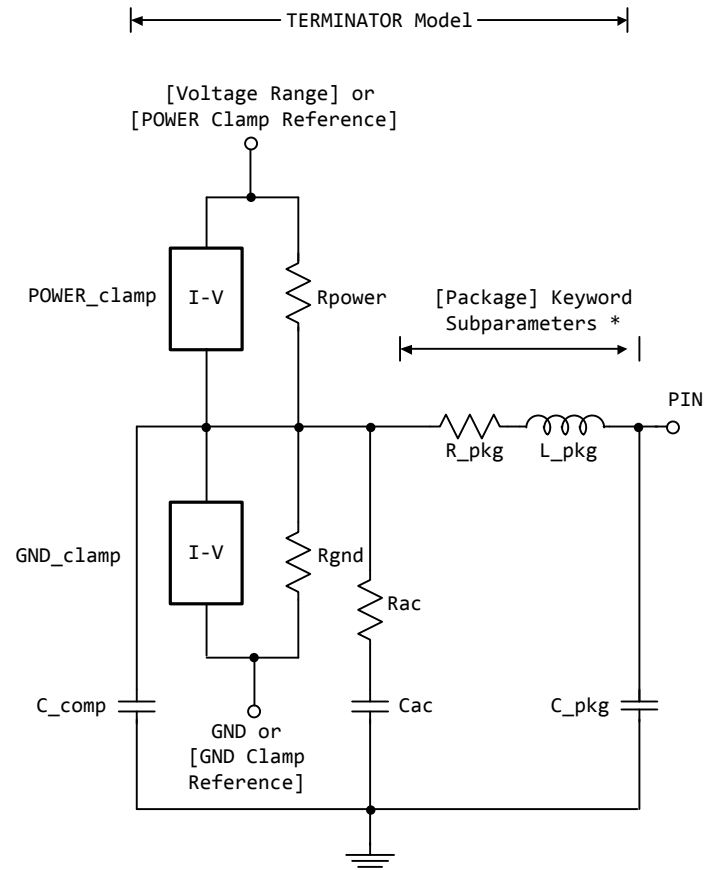 TERMINATOR Model
[Voltage Range] or
[POWER Clamp Reference]
POWER_clamp
I-V
Rpower
[Package] Keyword
Subparameters *
PIN
R_pkg
L_pkg
GND_clamp
I-V
Rgnd
Rac
C_comp
Cac
C_pkg
GND or
[GND Clamp
Reference]